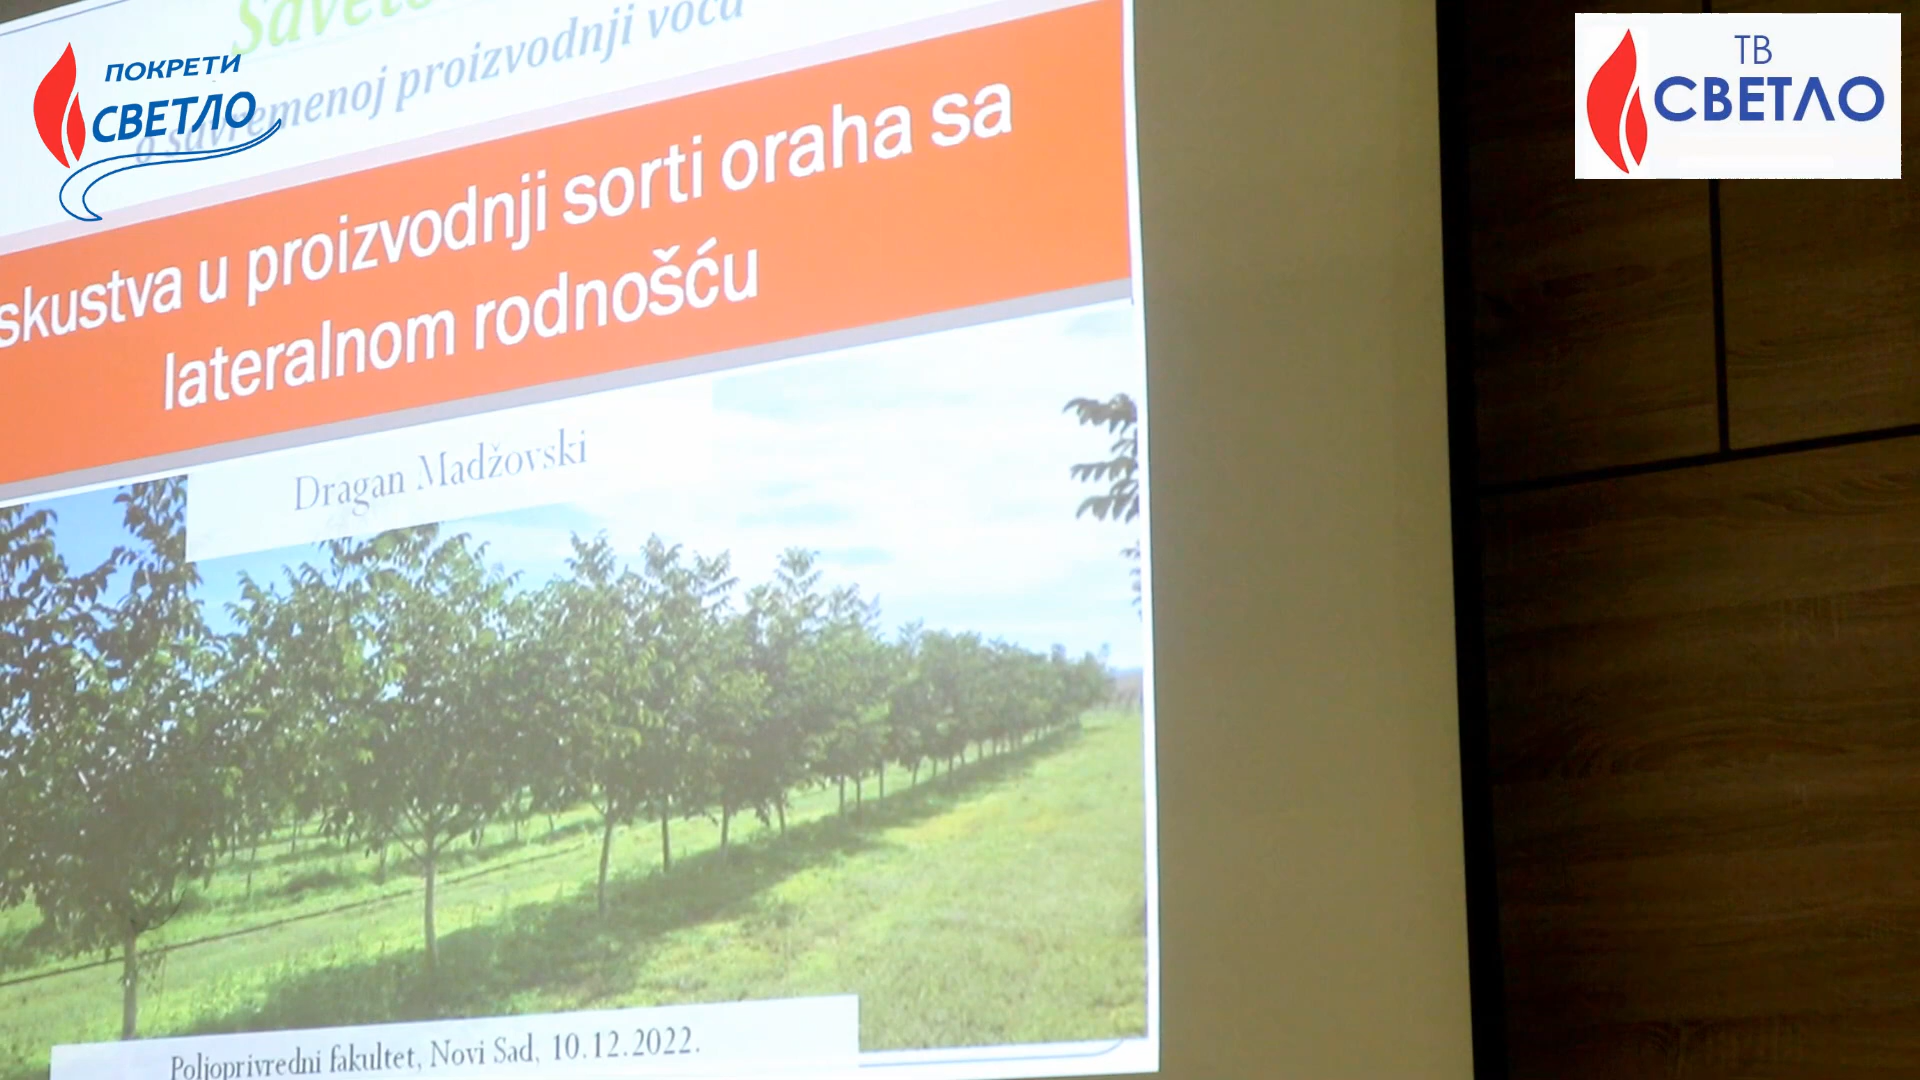 ПОКРЕТИ
СВЕТЛО
ТВ
СВЕТЛО
o savremenoj proizvodnji voća
skustva u proizvodnji sorti oraha sa
lateralnom rodnošću
Dragan Madžovski
Poljoprivredni fakultet, Novi Sad, 10.12.2022.